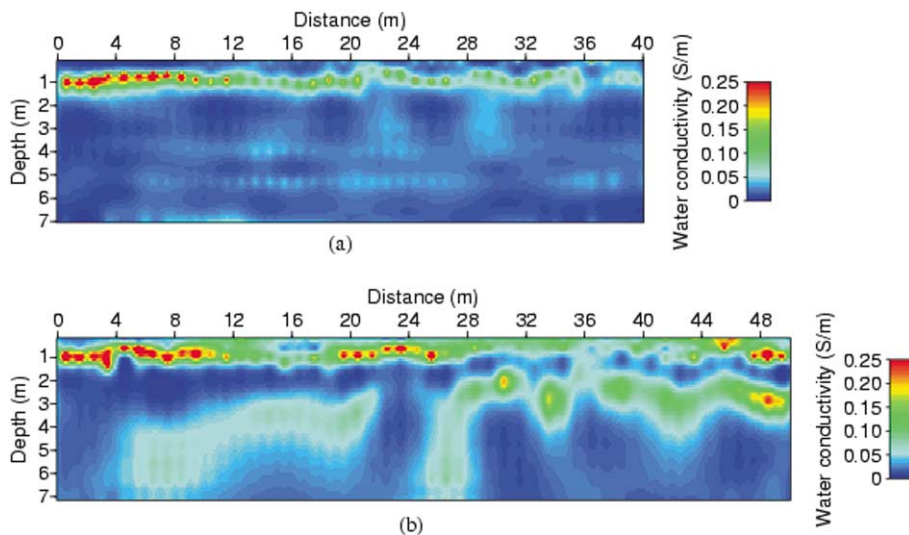 Distance (m)
0 4 8 12 16 20 24 28 32 36 40
Depth (m)
1
2
3
4
5
6
7
Water conductivity (S/m)
0.25
0.20
0.15
0.10
0.05
0
(a)
Distance (m)
0 4 8 12 16 20 24 28 32 36 40 44 48
Depth (m)
1
2
3
4
5
6
7
Water conductivity (S/m)
0.25
0.20
0.15
0.10
0.05
0
(b)